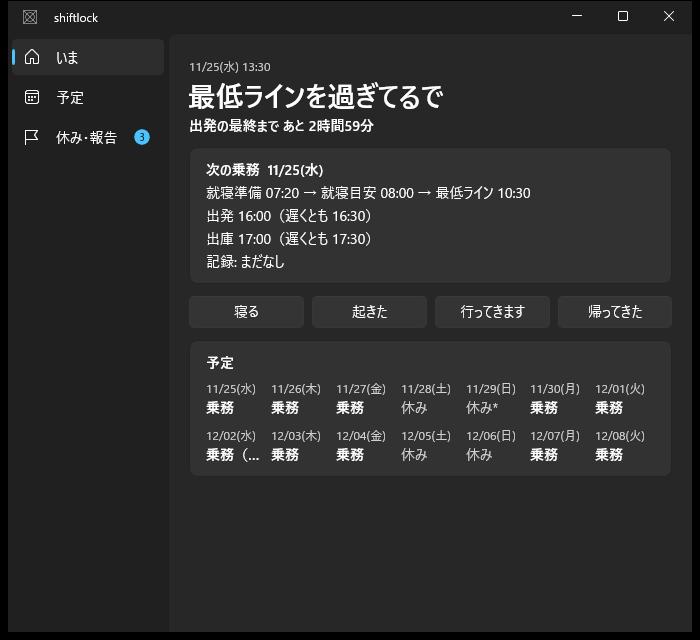 shiftlock
いま
予定
休み・報告 3
11/25(水) 13:30
最低ラインを過ぎてるで
出発の最終まで あと 2時間59分
次の乗務 11/25(水)
就寝準備 07:20 → 就寝目安 08:00 → 最低ライン 10:30
出発 16:00（遅くとも 16:30）
出庫 17:00（遅くとも 17:30）
記録: まだなし
寝る 起きた 行ってきます 帰ってきた
予定
11/25(水) 11/26(木) 11/27(金) 11/28(土) 11/29(日) 11/30(月) 12/01(火)
乗務 乗務 乗務 休み 休み* 乗務 乗務
12/02(水) 12/03(木) 12/04(金) 12/05(土) 12/06(日) 12/07(月) 12/08(火)
乗務（... 乗務 乗務 休み 休み 乗務 乗務